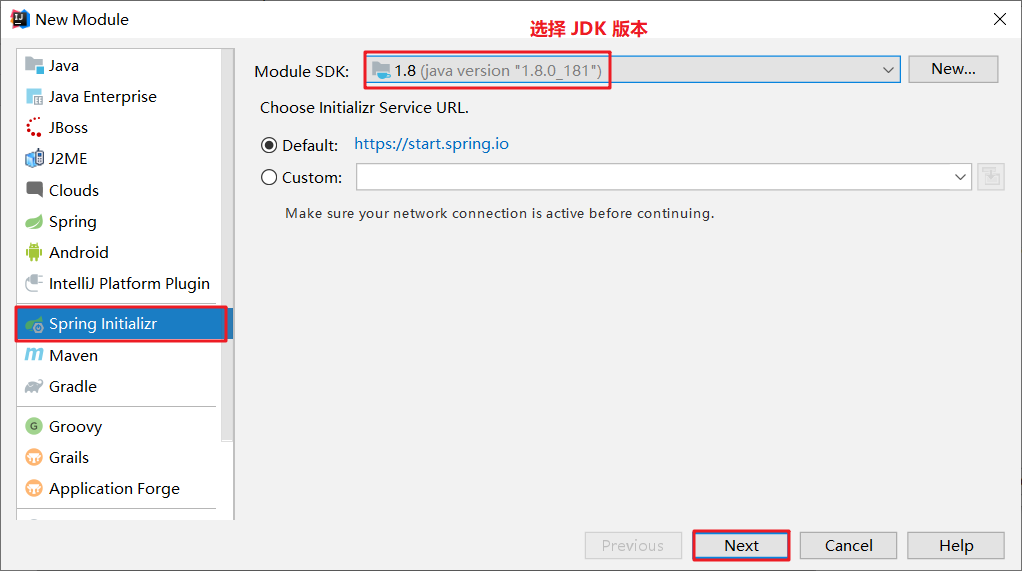 New Module
选择 JDK 版本
Java
Java Enterprise
JBoss
J2ME
Clouds
Spring
Android
IntelliJ Platform Plugin
Spring Initializr
Maven
Gradle
Groovy
Grails
Application Forge
Module SDK: 1.8 (java version "1.8.0_181") New...
Choose Initializr Service URL.
Default: https://start.spring.io
Custom:
Make sure your network connection is active before continuing.
Previous Next Cancel Help